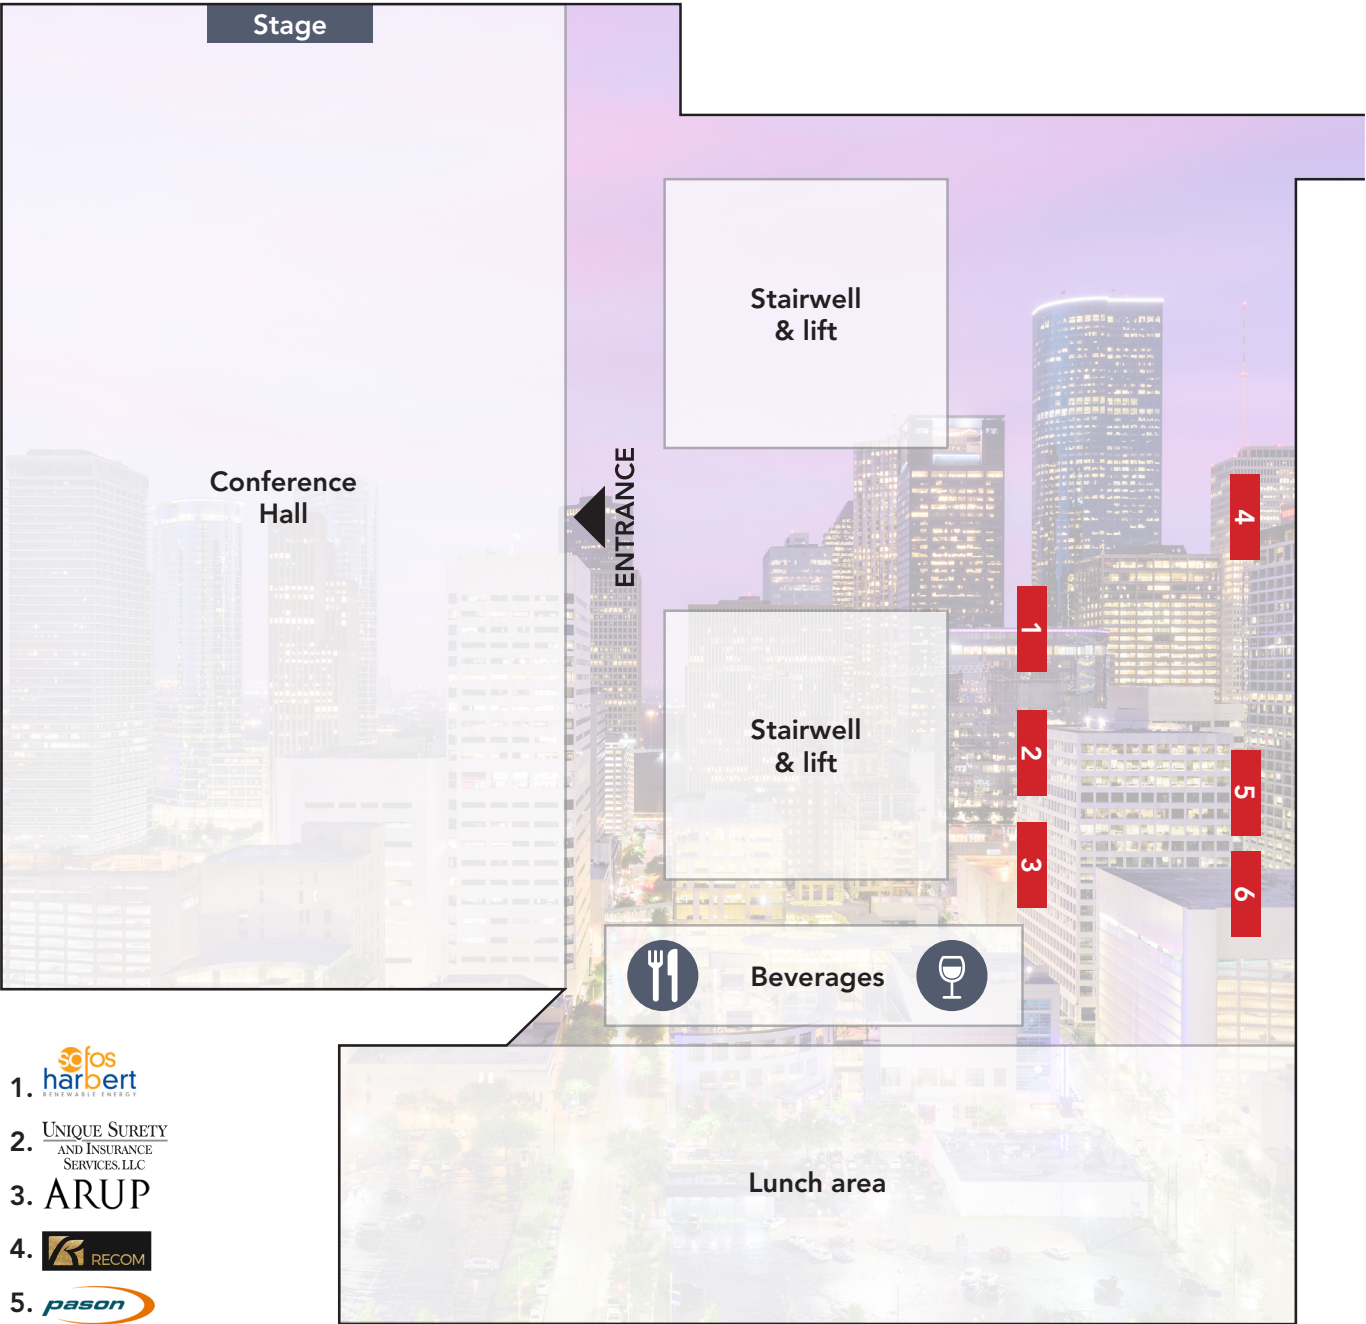 Stage
Stairwell
& lift
Conference
Hall
ENTRANCE
4
1
Stairwell
& lift
2
5
3
6
Beverages
Lunch area
1. sofos
harbert
RENEWABLE ENERGY
2. UNIQUE SURETY
AND INSURANCE
SERVICES, LLC
3. ARUP
4. R RECOM
5. pason